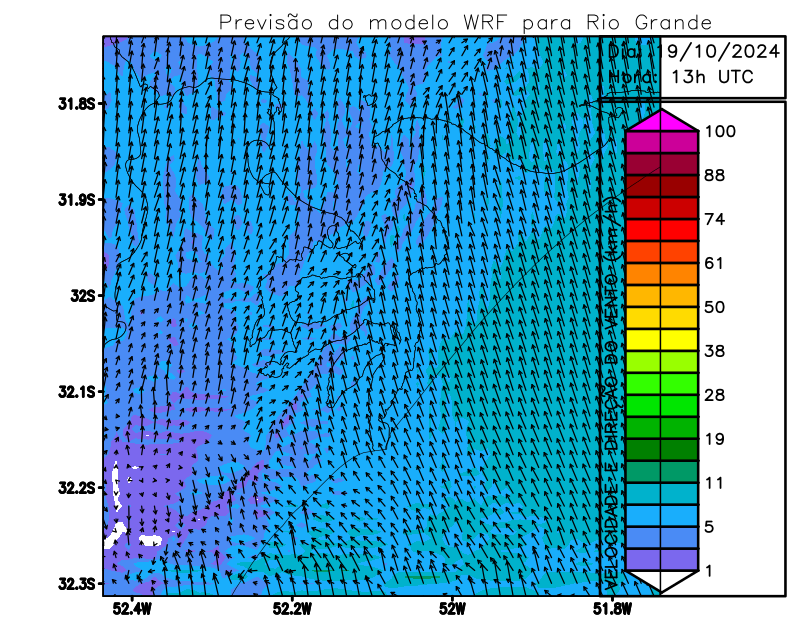 Previsão do modelo WRF para Rio Grande
Dia: 19/10/2024
Hora: 13h UTC
31.8S
31.9S
32S
32.1S
32.2S
32.3S
52.4W
52.2W
52W
51.8W
VELOCIDADE E DIREÇÃO DO VENTO (km/h)
100
88
74
61
50
38
28
19
11
5
1